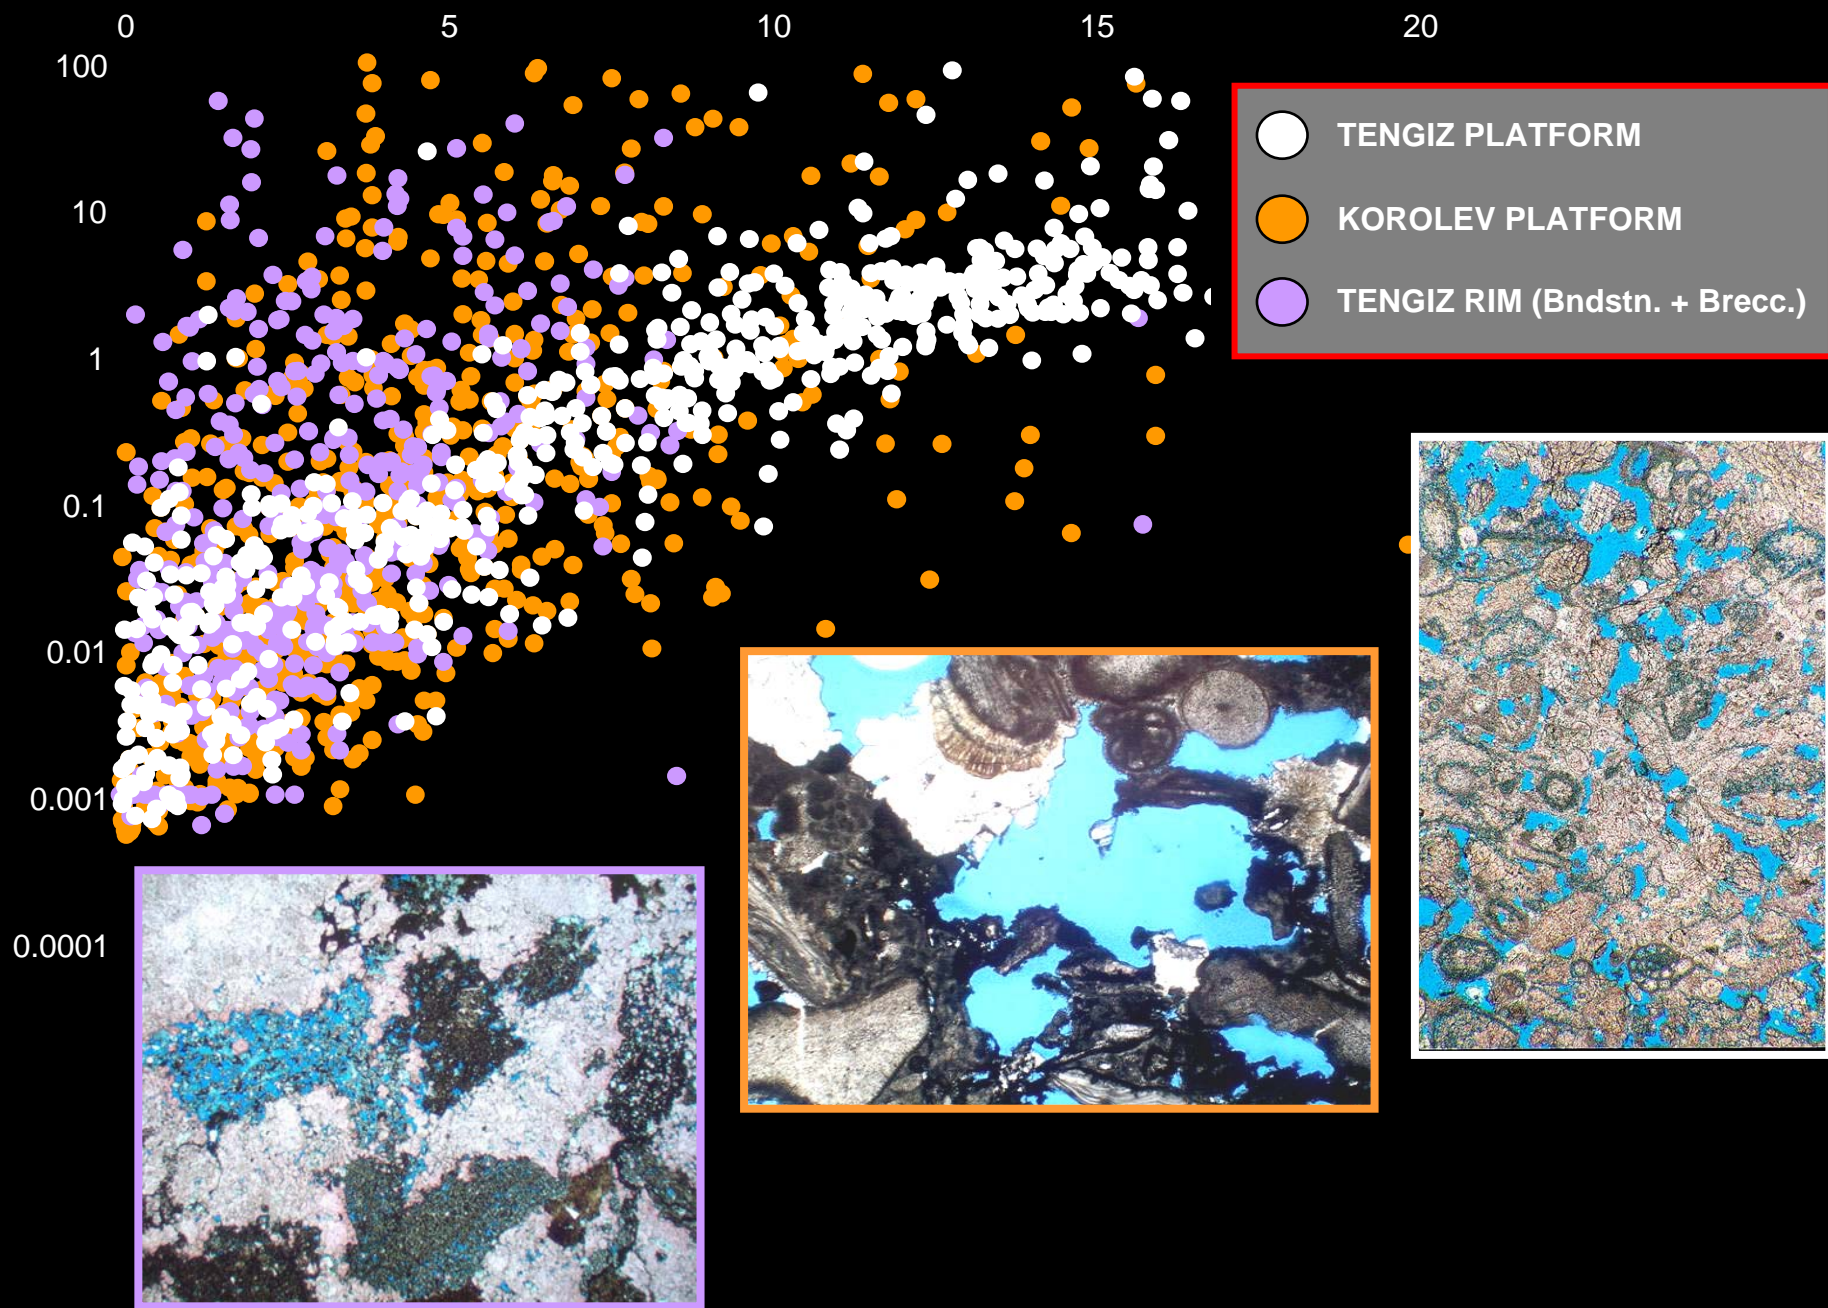 0 5 10 15 20
100
10
1
0.1
0.01
0.001
0.0001
TENGIZ PLATFORM
KOROLEV PLATFORM
TENGIZ RIM (Bndstn. + Brecc.)